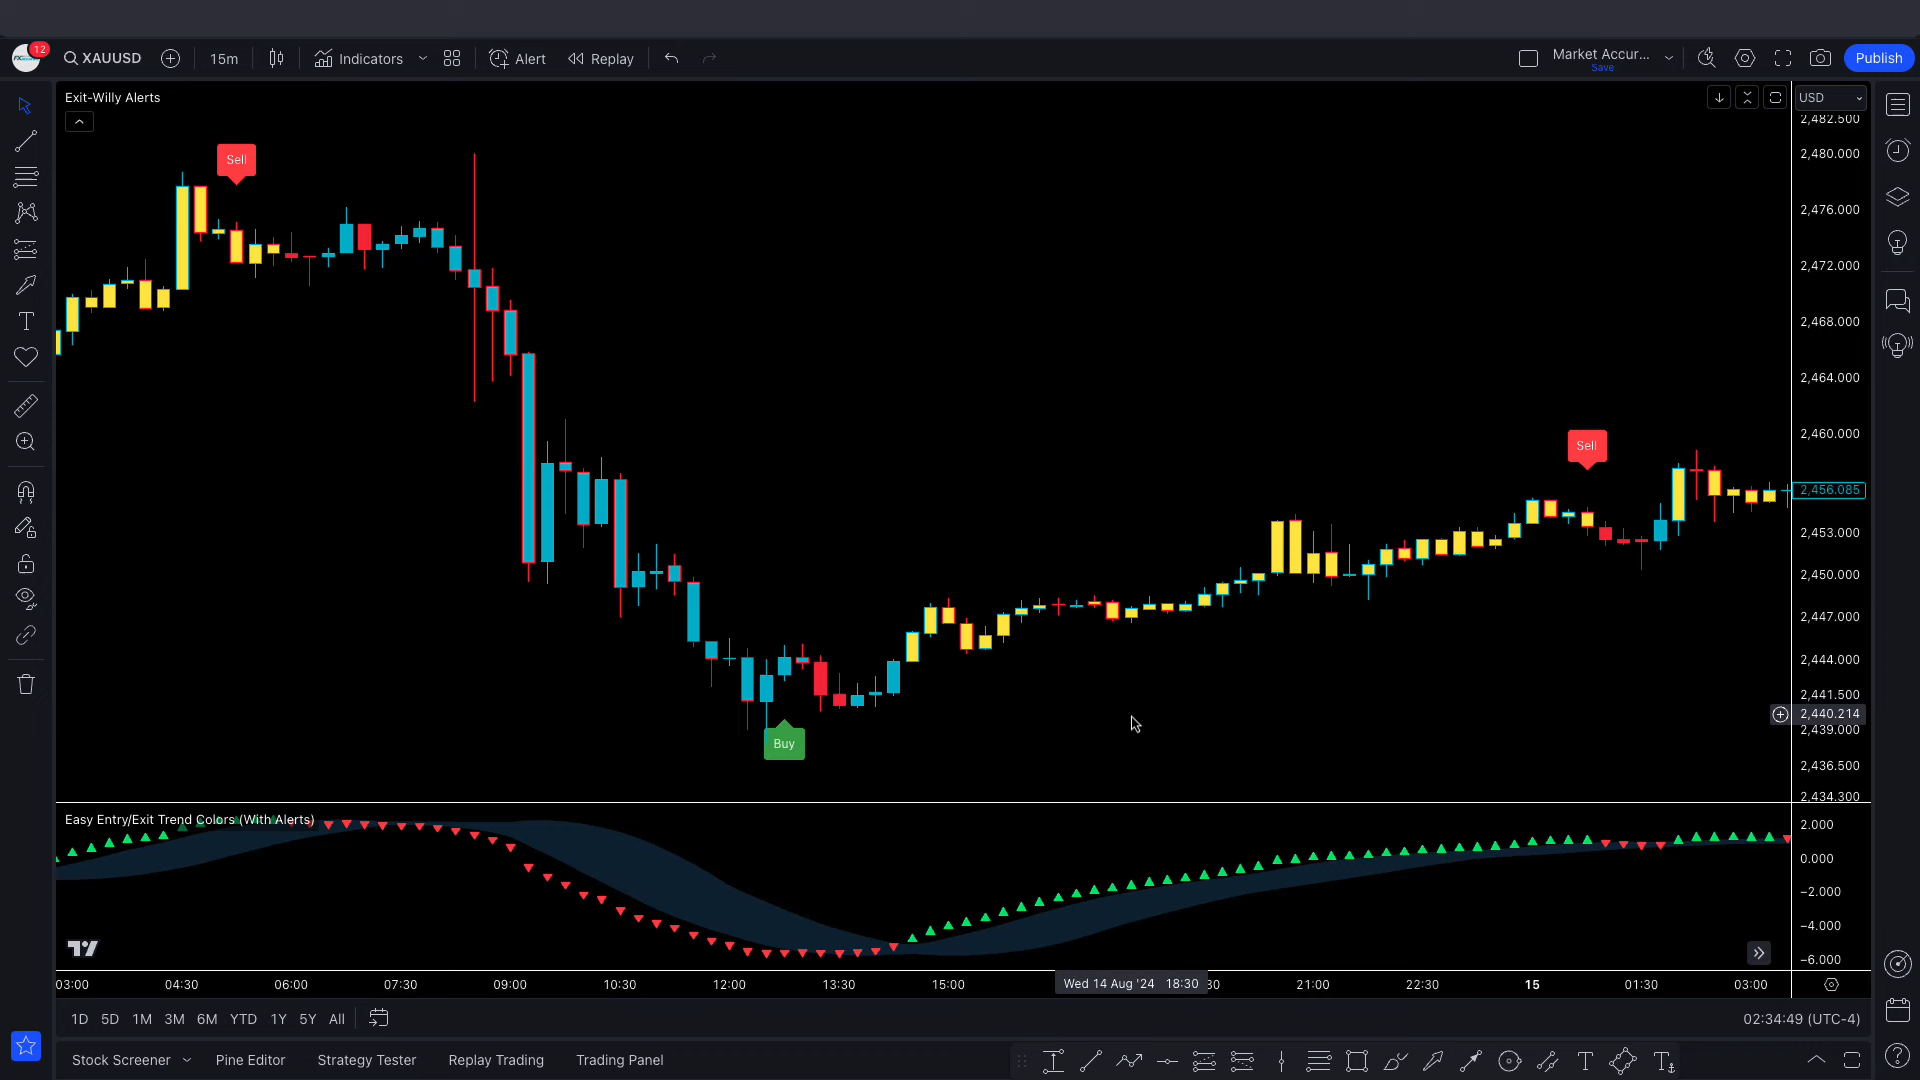 12
XAUUSD
15m
Indicators
Alert
Replay
Market Accur...
Save
Publish
Exit-Willy Alerts
USD
2,482.500
2,480.000
2,476.000
2,472.000
2,468.000
2,464.000
2,460.000
2,456.085
2,453.000
2,450.000
2,447.000
2,444.000
2,441.500
2,440.214
2,439.000
2,436.500
2,434.300
Sell
Sell
Buy
Easy Entry/Exit Trend Colors (With Alerts)
2.000
0.000
−2.000
−4.000
−6.000
03:00 04:30 06:00 07:30 09:00 10:30 12:00 13:30 15:00 Wed 14 Aug '24 18:30 30 21:00 22:30 15 01:30 03:00
1D 5D 1M 3M 6M YTD 1Y 5Y All
02:34:49 (UTC-4)
Stock Screener Pine Editor Strategy Tester Replay Trading Trading Panel